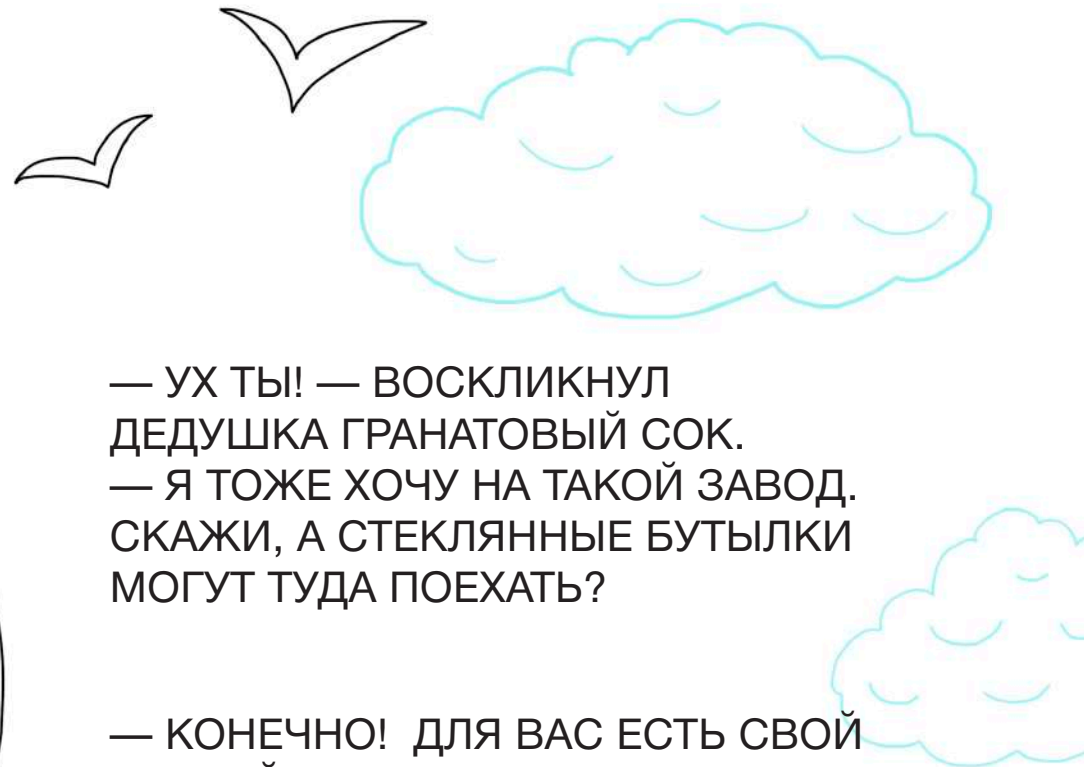 — УХ ТЫ! — ВОСКЛИКНУЛ
ДЕДУШКА ГРАНАТОВЫЙ СОК.
— Я ТОЖЕ ХОЧУ НА ТАКОЙ ЗАВОД.
СКАЖИ, А СТЕКЛЯННЫЕ БУТЫЛКИ
МОГУТ ТУДА ПОЕХАТЬ?
— КОНЕЧНО!  ДЛЯ ВАС ЕСТЬ СВОЙ